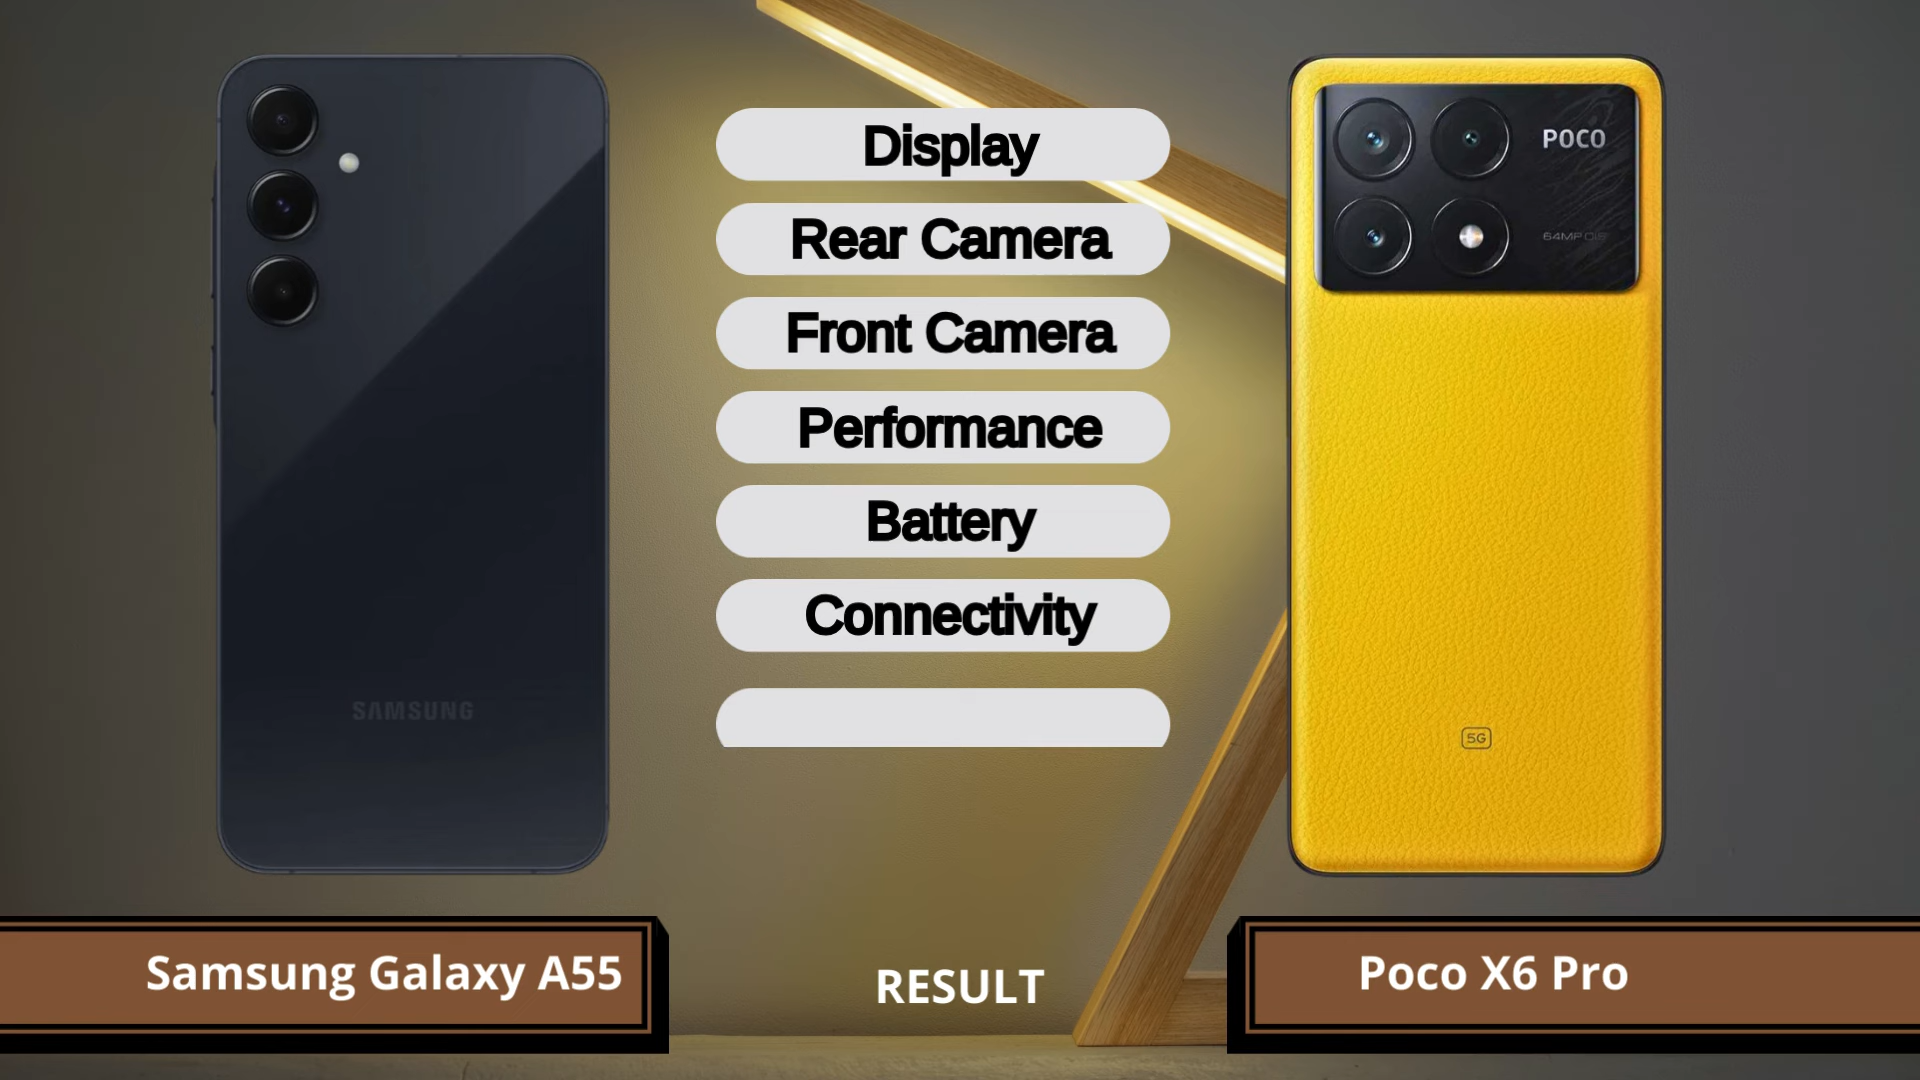 Display
Rear Camera
Front Camera
Performance
Battery
Connectivity
SAMSUNG
POCO
64MP OIS
5G
Samsung Galaxy A55
RESULT
Poco X6 Pro